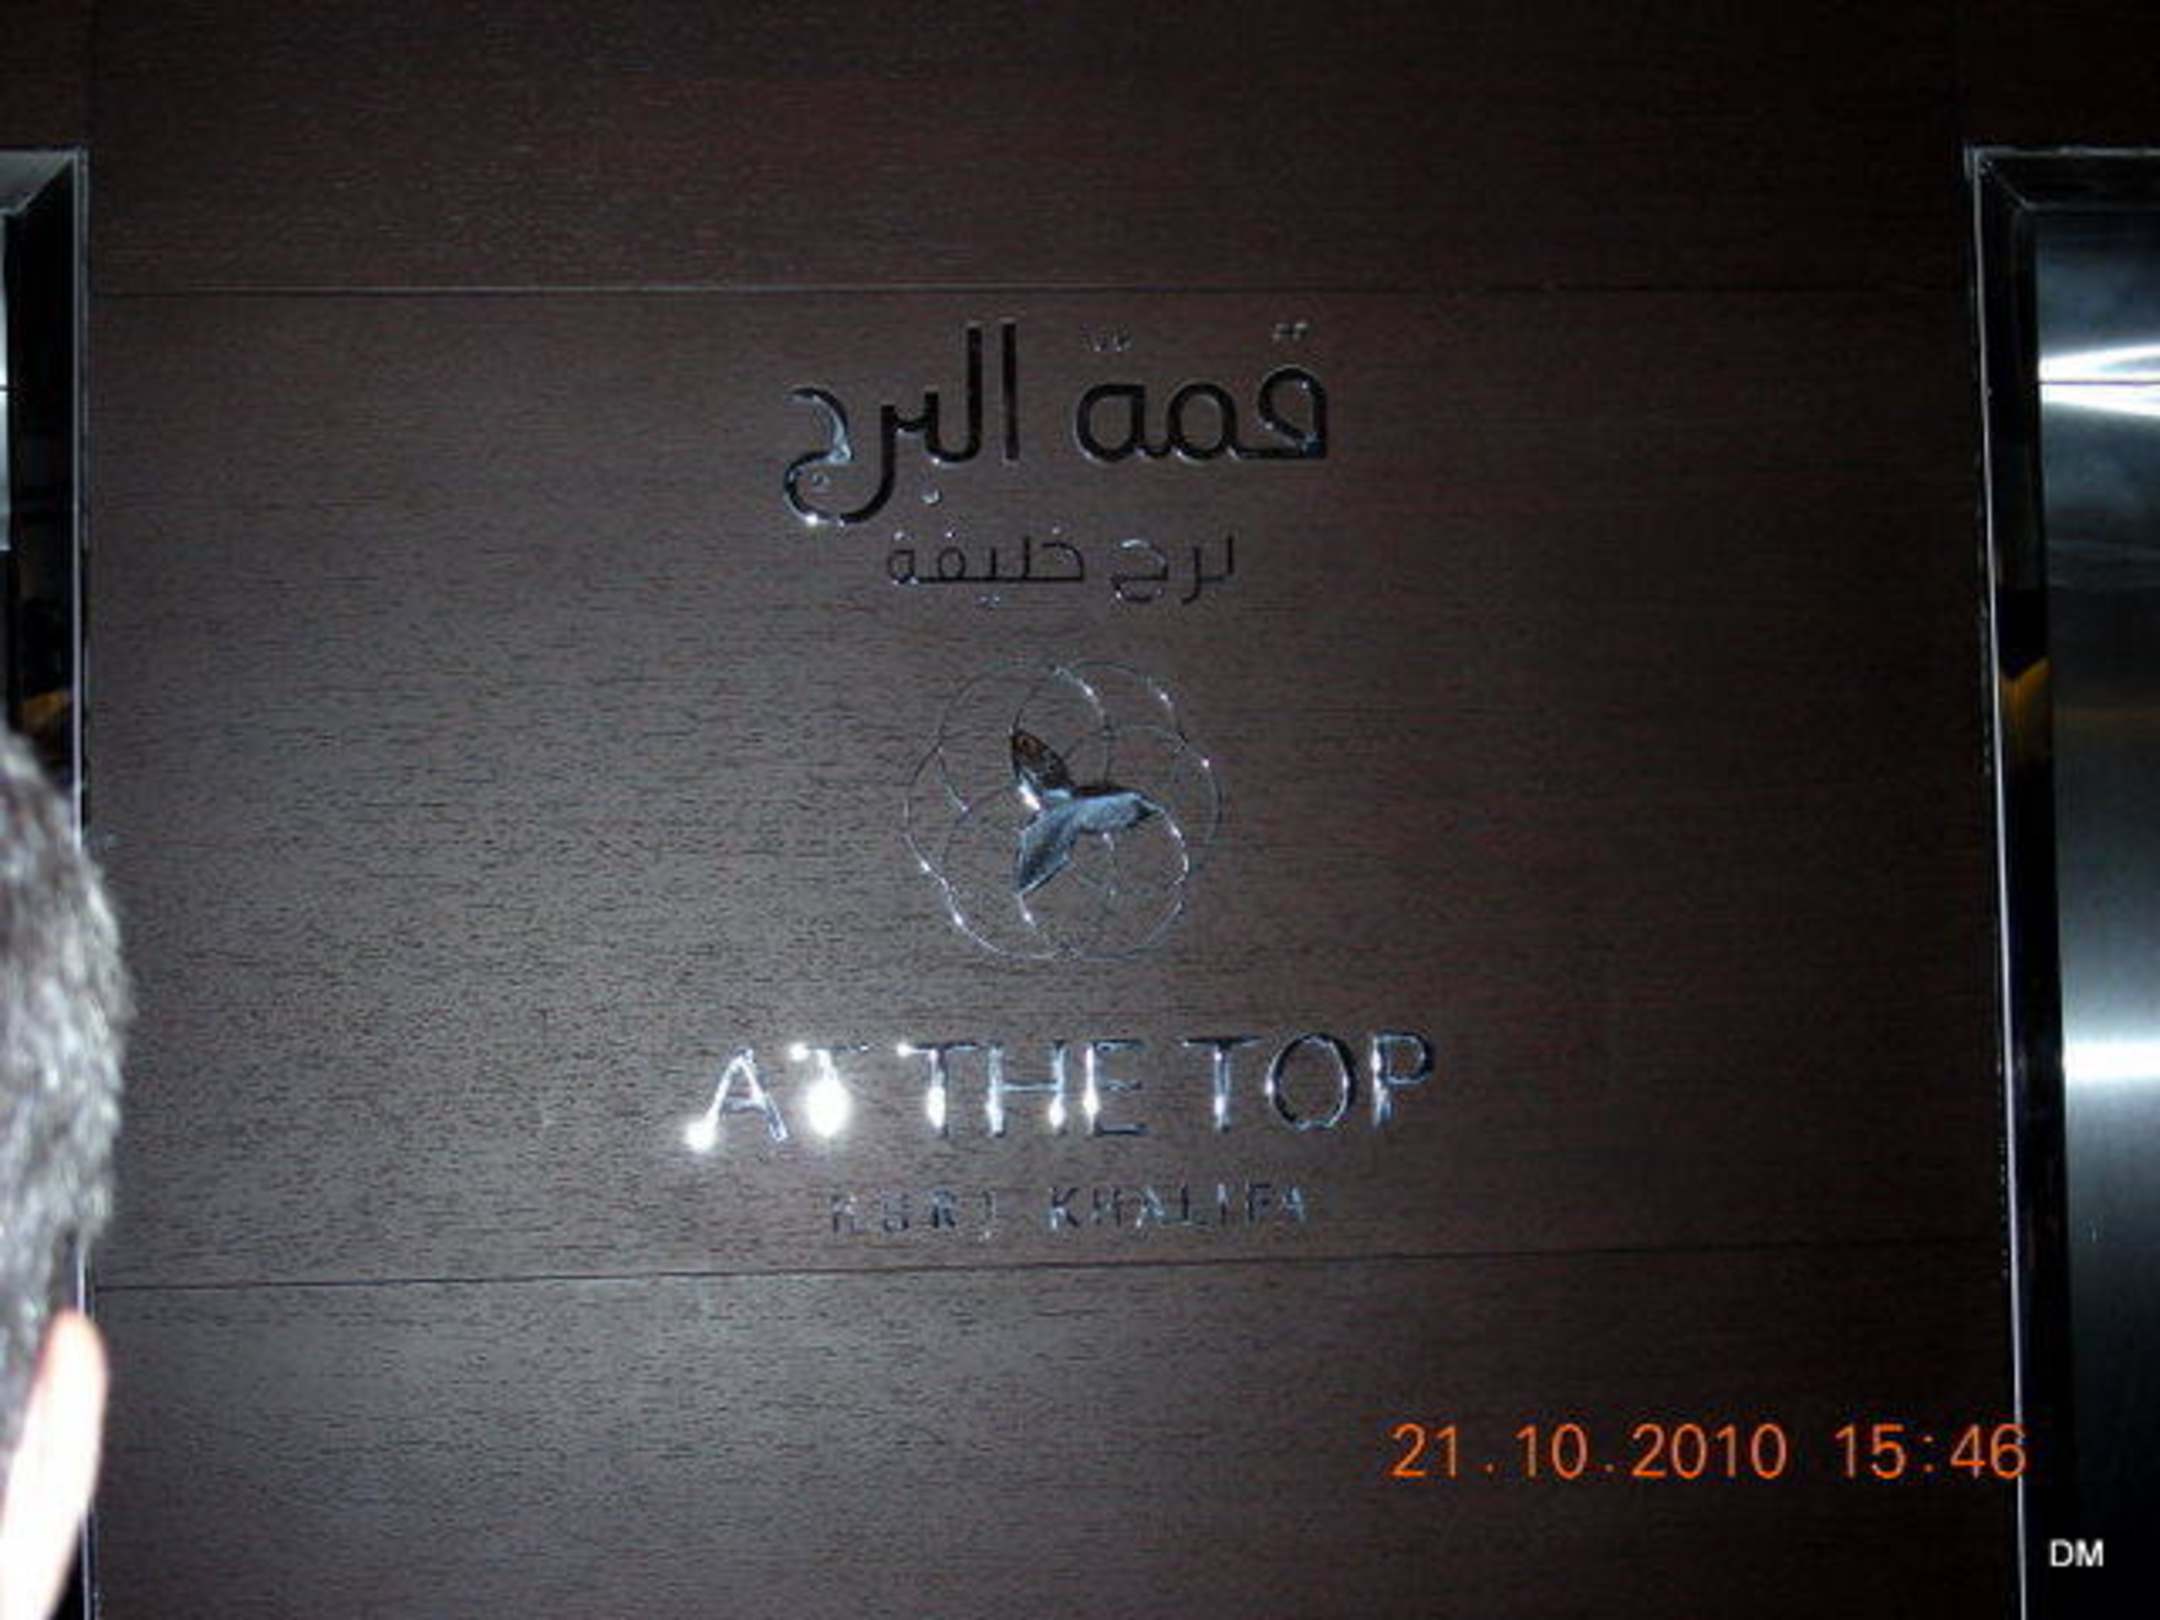 قمة البرج
برج خليفة
AT THE TOP
BURJ KHALIFA
21.10.2010 15:46
DM